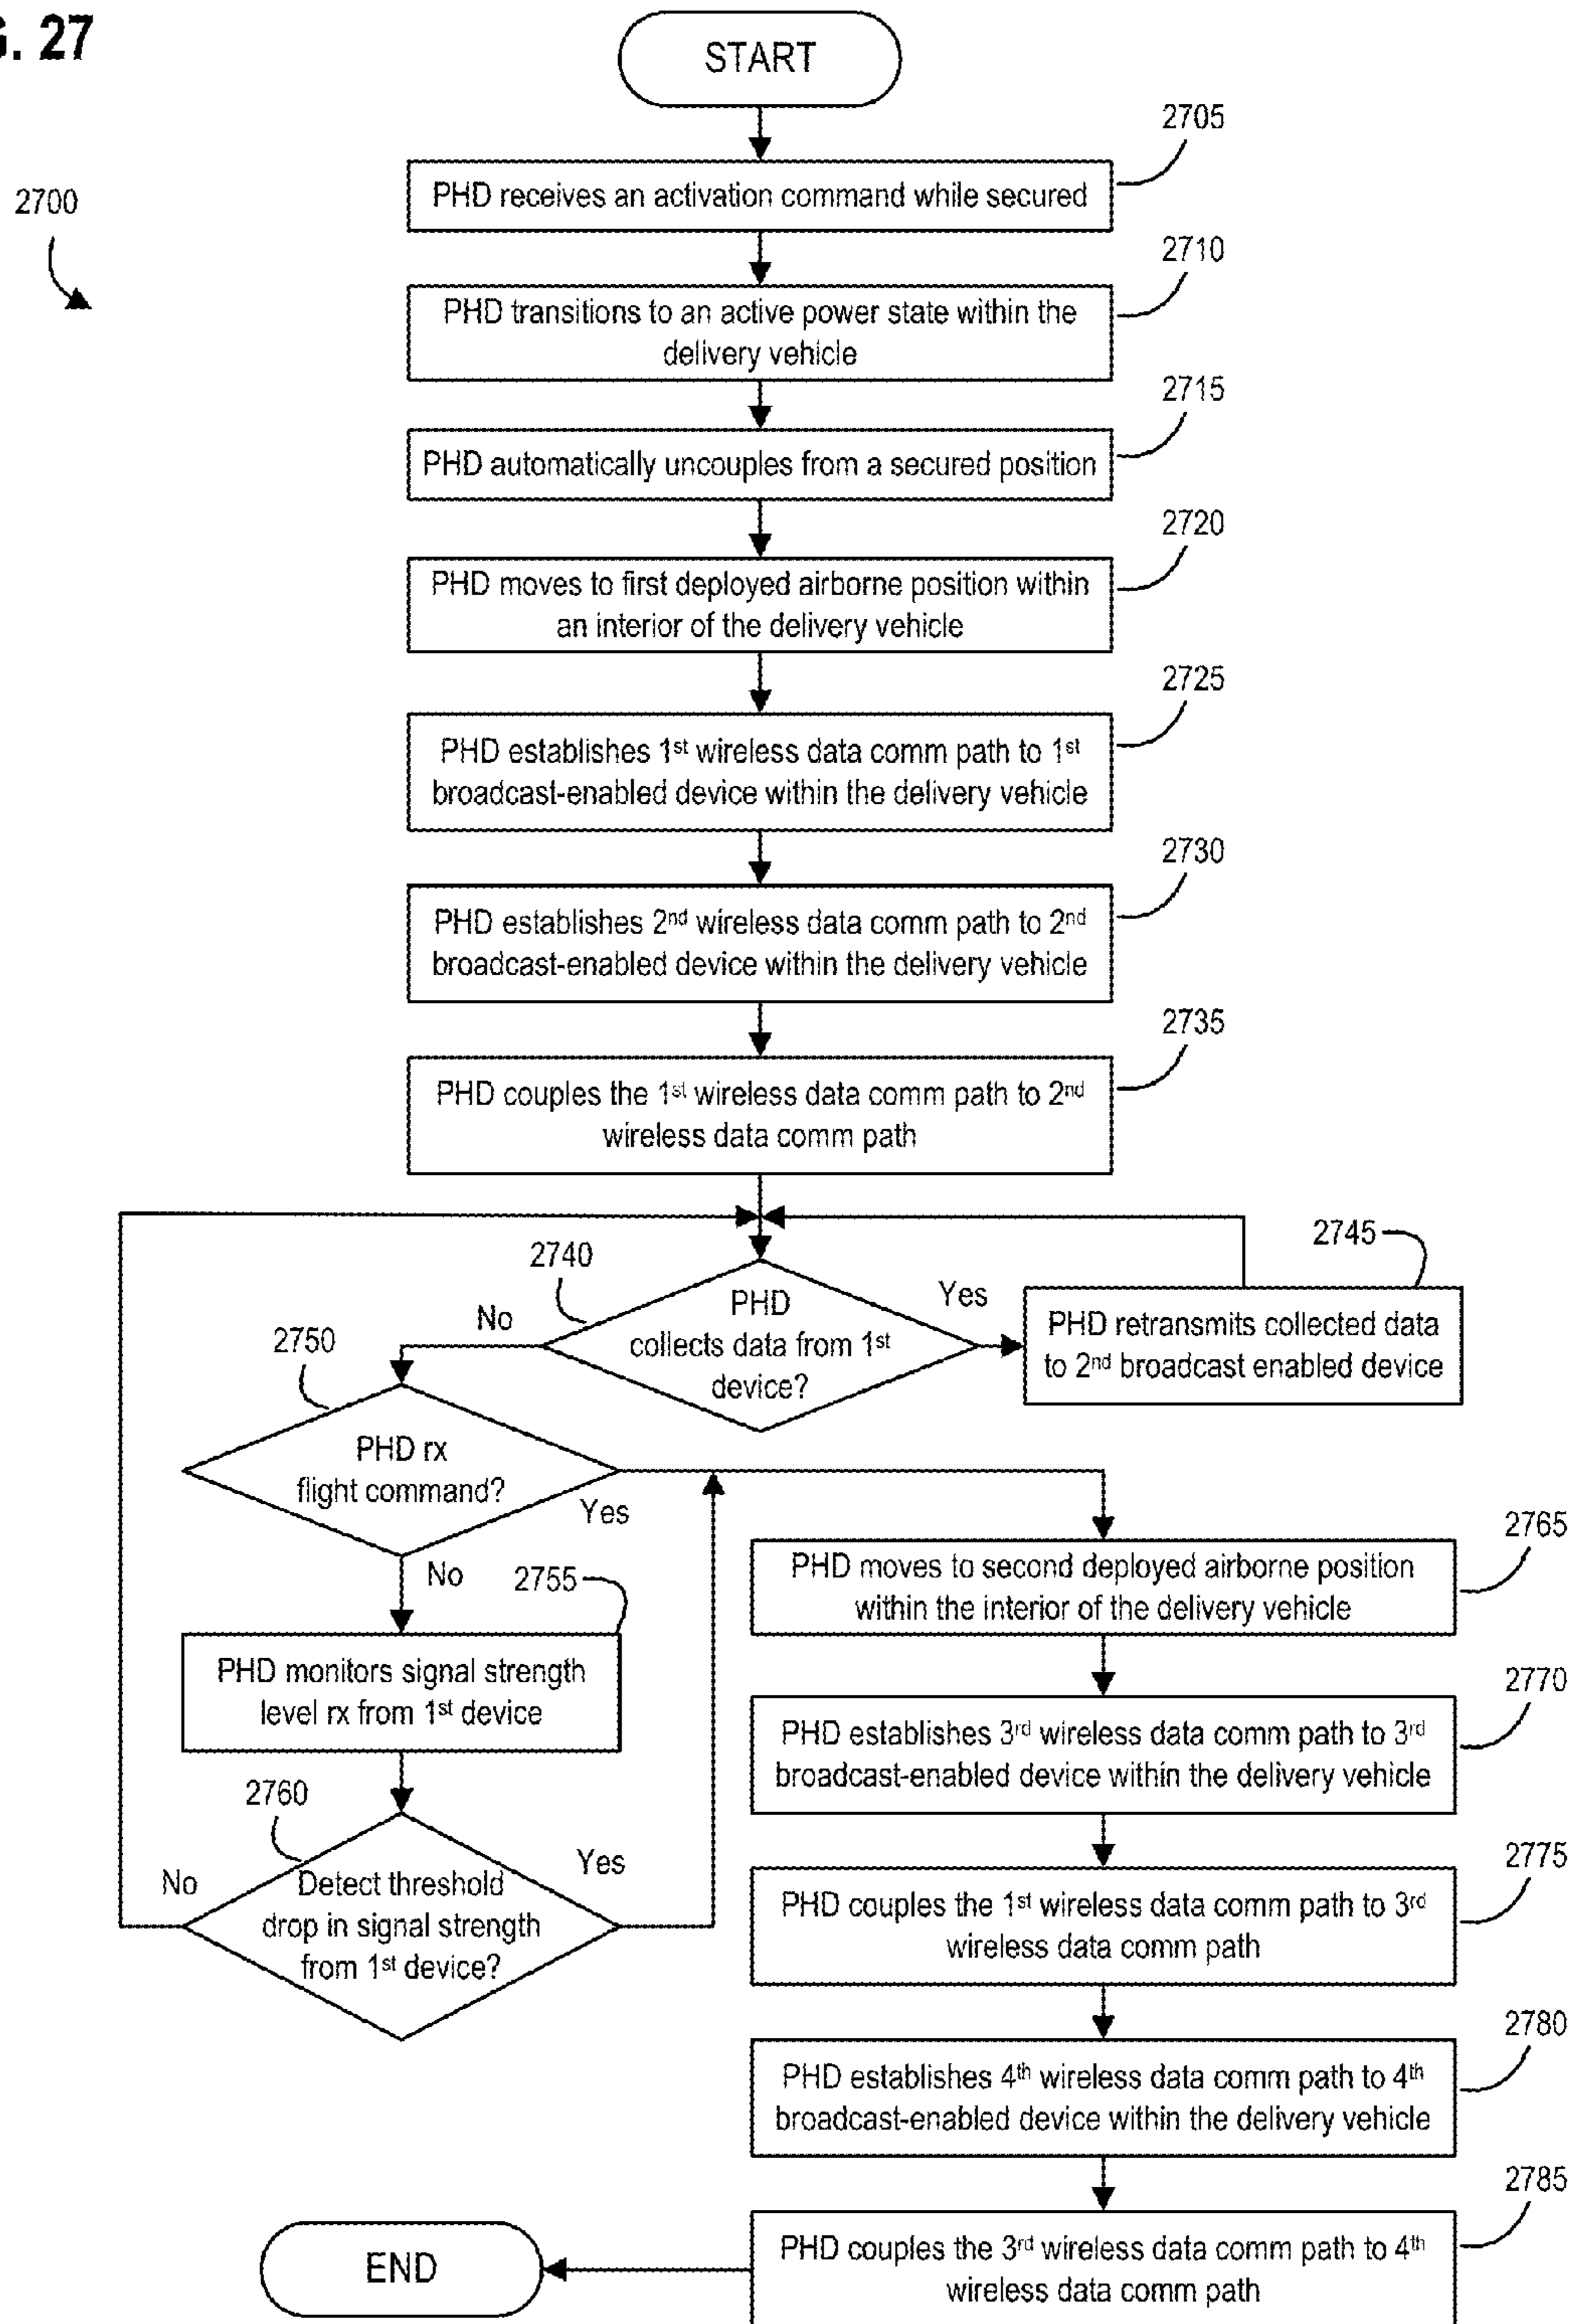 G. 27
START
2705
PHD receives an activation command while secured
2700
2710
PHD transitions to an active power state within the
delivery vehicle
2715
PHD automatically uncouples from a secured position
2720
PHD moves to first deployed airborne position within
an interior of the delivery vehicle
2725
PHD establishes 1st wireless data comm path to 1st
broadcast-enabled device within the delivery vehicle
2730
PHD establishes 2nd wireless data comm path to 2nd
broadcast-enabled device within the delivery vehicle
2735
PHD couples the 1st wireless data comm path to 2nd
wireless data comm path
2740
PHD
collects data from 1st
device?
No
Yes
2745
PHD retransmits collected data
to 2nd broadcast enabled device
2750
PHD rx
flight command?
Yes
No
2755
PHD monitors signal strength
level rx from 1st device
2760
Detect threshold
drop in signal strength
from 1st device?
No
Yes
2765
PHD moves to second deployed airborne position
within the interior of the delivery vehicle
2770
PHD establishes 3rd wireless data comm path to 3rd
broadcast-enabled device within the delivery vehicle
2775
PHD couples the 1st wireless data comm path to 3rd
wireless data comm path
2780
PHD establishes 4th wireless data comm path to 4th
broadcast-enabled device within the delivery vehicle
2785
PHD couples the 3rd wireless data comm path to 4th
wireless data comm path
END